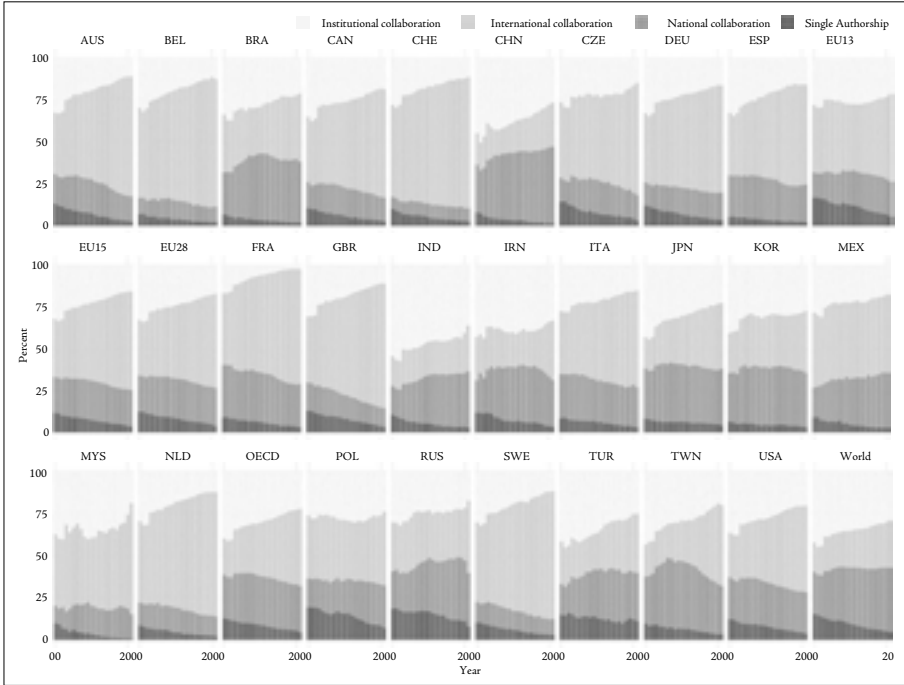 Institutional collaboration International collaboration National collaboration Single Authorship
AUS BEL BRA CAN CHE CHN CZE DEU ESP EU13
100
75
50
25
0
EU15 EU28 FRA GBR IND IRN ITA JPN KOR MEX
100
75
50
25
0
Percent
MYS NLD OECD POL RUS SWE TUR TWN USA World
100
75
50
25
0
00 2000 2000 2000 2000 2000 2000 2000 2000 2000 20
Year